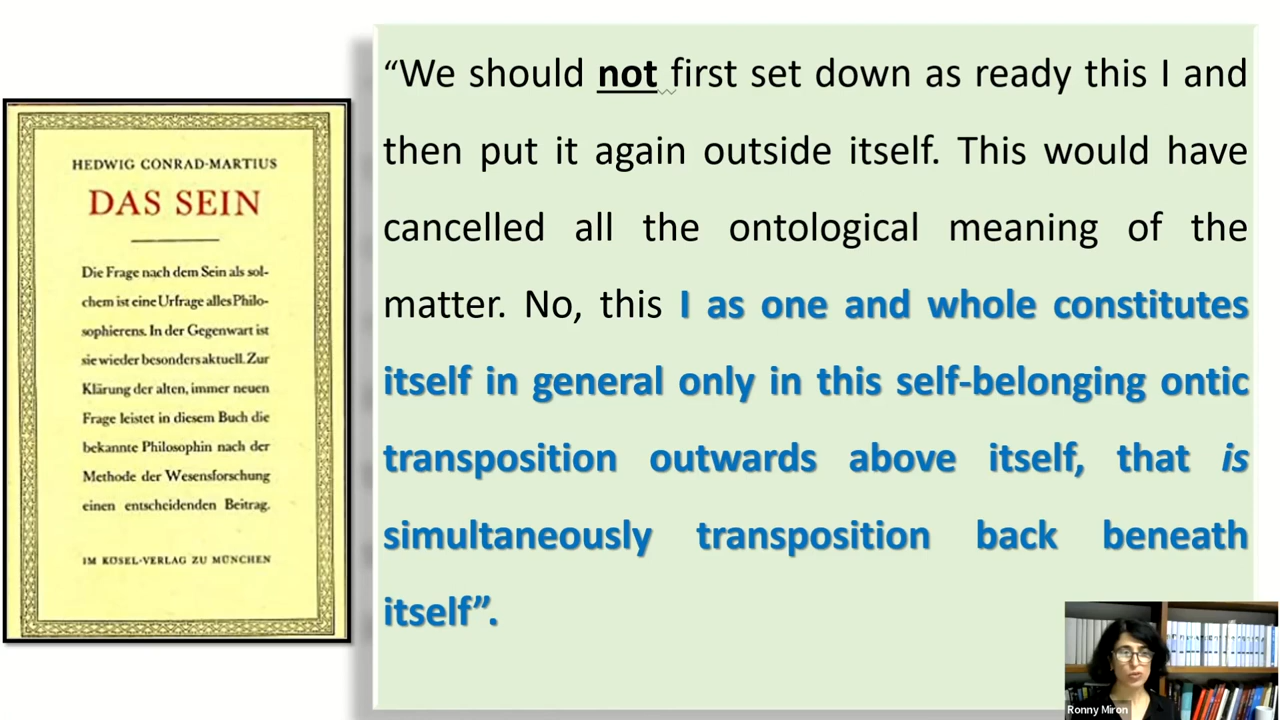 HEDWIG CONRAD-MARTIUS
DAS SEIN
Die Frage nach dem Sein als sol-
chem ist eine Urfrage alles Philo-
sophierens. In der Gegenwart ist
sie wieder besonders aktuell. Zur
Klärung der alten, immer neuen
Frage leistet in diesem Buch die
bekannte Philosophin nach der
Methode der Wesensforschung
einen entscheidenden Beitrag.
IM KÖSEL-VERLAG ZU MÜNCHEN
“We should not first set down as ready this I and
then put it again outside itself. This would have
cancelled all the ontological meaning of the
matter. No, this I as one and whole constitutes
itself in general only in this self-belonging ontic
transposition outwards above itself, that is
simultaneously transposition back beneath
itself”.
Ronny Miron